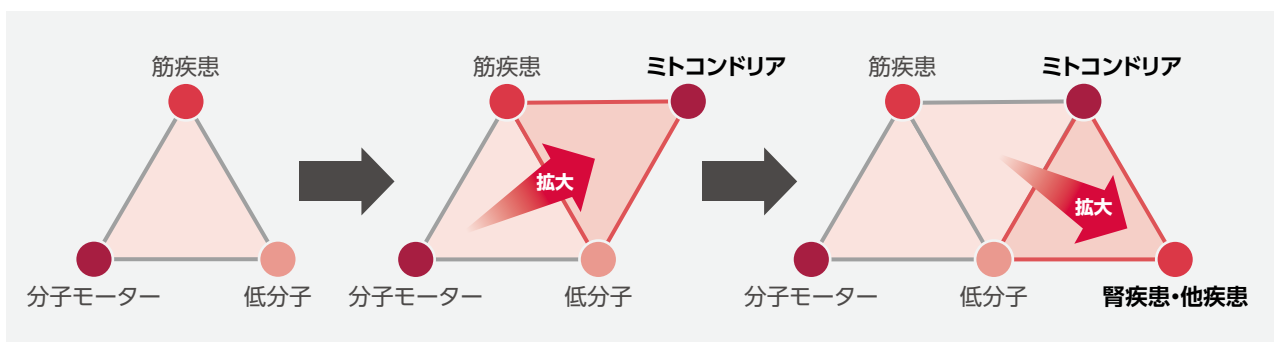 筋疾患
分子モーター
低分子
筋疾患
ミトコンドリア
拡大
分子モーター
低分子
筋疾患
ミトコンドリア
拡大
分子モーター
低分子
腎疾患・他疾患